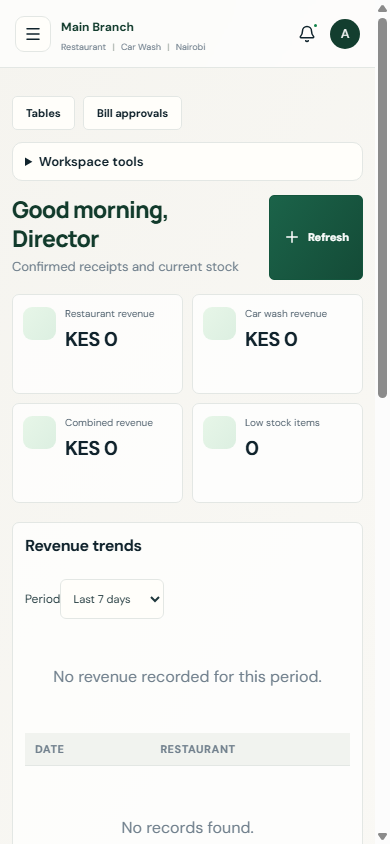 Main Branch
Restaurant | Car Wash | Nairobi
A
Tables
Bill approvals
Workspace tools
Good morning,
Director
Confirmed receipts and current stock
Refresh
Restaurant revenue
KES 0
Car wash revenue
KES 0
Combined revenue
KES 0
Low stock items
0
Revenue trends
Period
Last 7 days
No revenue recorded for this period.
DATE
RESTAURANT
No records found.